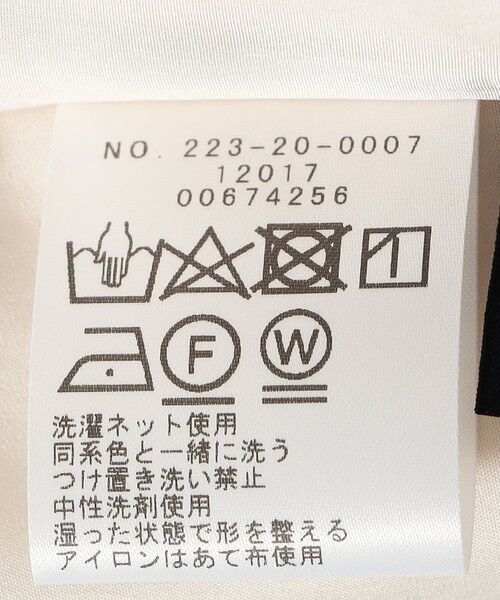 NO. 223-20-0007
12017
00674256
F W
洗濯ネット使用
同系色と一緒に洗う
つけ置き洗い禁止
中性洗剤使用
湿った状態で形を整える
アイロンはあて布使用